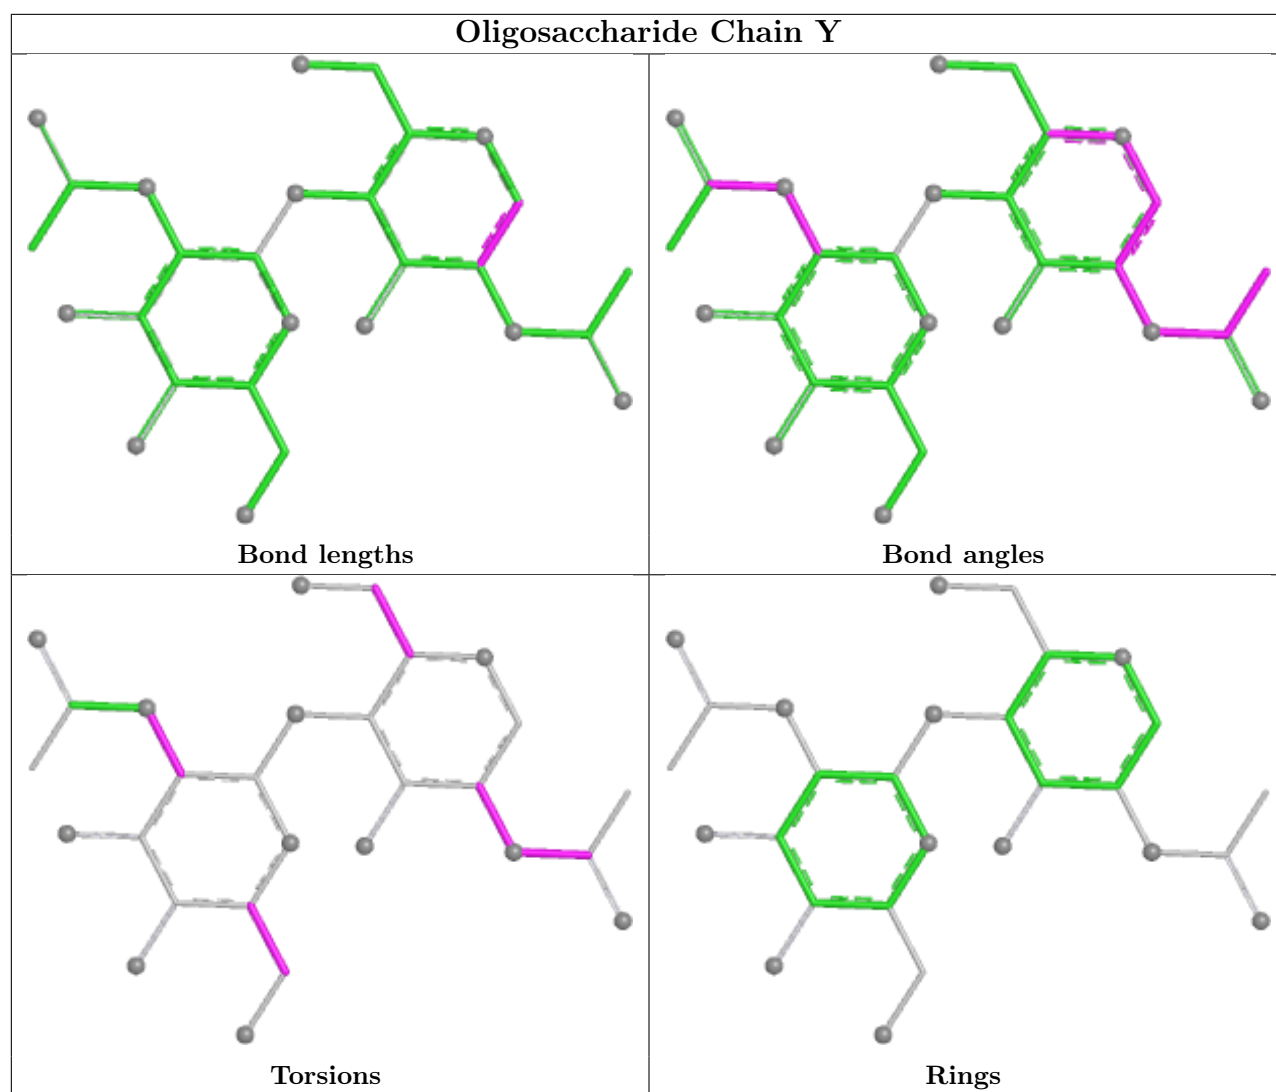 Oligosaccharide Chain Y
Bond lengths
Bond angles
Torsions
Rings